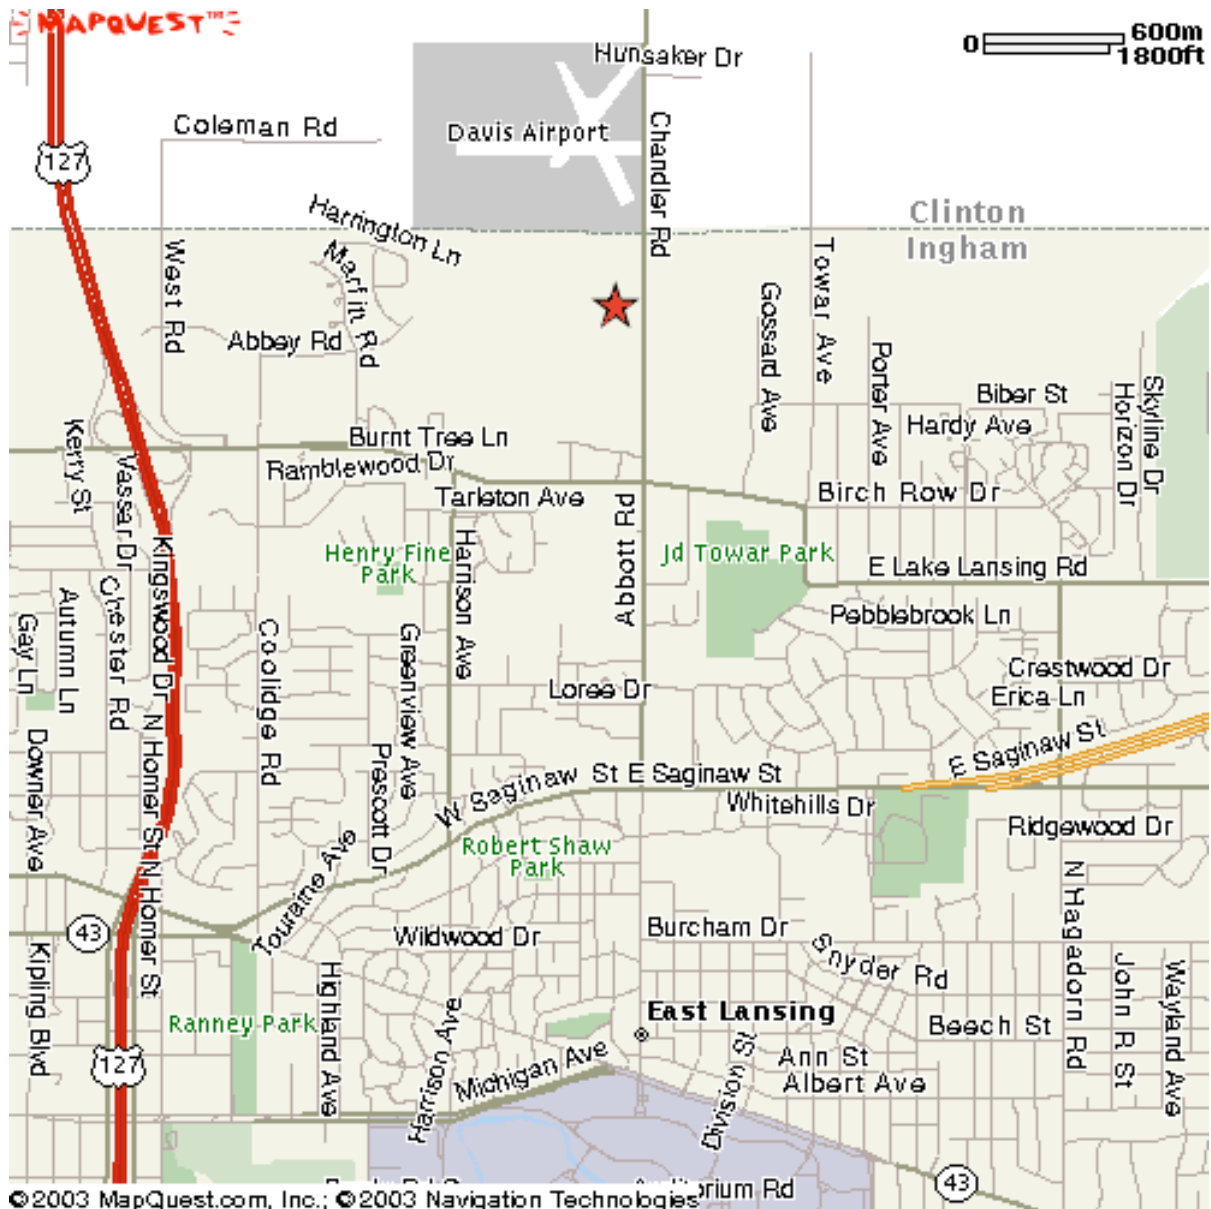 MAPQUEST™
0 600m
1800ft
Hunsaker Dr
Coleman Rd
Davis Airport
Chandler Rd
127
Harrington Ln
Clinton
Ingham
West Rd
Marfitt Rd
Abbey Rd
Gossard Ave
Towar Ave
Porter Ave
Biber St
Hardy Ave
Horizon Dr
Skyline Dr
Kerry St
Vassar Dr
Burnt Tree Ln
Ramblewood Dr
Tarleton Ave
Birch Row Dr
Abbott Rd
Henry Fine
Park
Harrison Ave
Jd Towar Park
E Lake Lansing Rd
Kingswood Dr
Chester Rd
Autumn Ln
Gay Ln
Coolidge Rd
Greenview Ave
Pebblebrook Ln
Crestwood Dr
Erica Ln
Loree Dr
Downer Ave
N Homer St
Prescott Dr
W Saginaw St
E Saginaw St
E Saginaw St
Whitehills Dr
Ridgewood Dr
Robert Shaw
Park
Touraine Ave
N Homer St
43
Kipling Blvd
Wildwood Dr
Burcham Dr
Snyder Rd
N Hagadorn Rd
John R St
Wayland Ave
Ranney Park
Highland Ave
Harrison Ave
East Lansing
Beech St
Michigan Ave
Division St
Ann St
Albert Ave
127
43
Auditorium Rd
©2003 MapQuest.com, Inc.; ©2003 Navigation Technologies